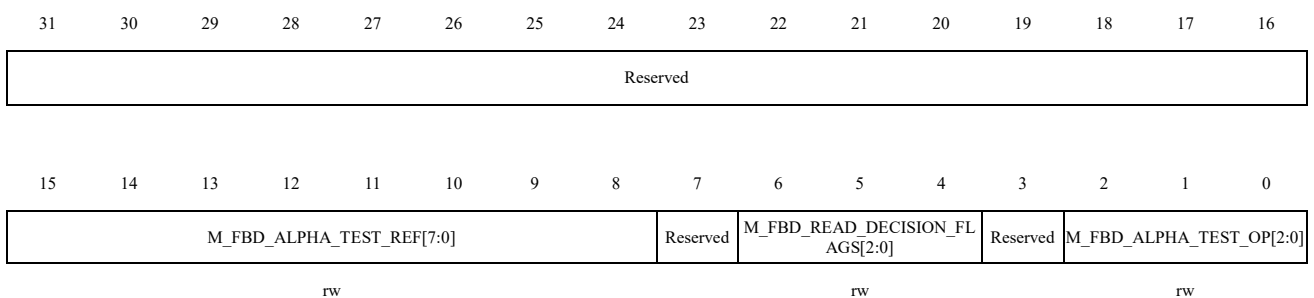 31 30 29 28 27 26 25 24 23 22 21 20 19 18 17 16
Reserved
15 14 13 12 11 10 9 8 7 6 5 4 3 2 1 0
M_FBD_ALPHA_TEST_REF[7:0] Reserved M_FBD_READ_DECISION_FL
AGS[2:0] Reserved M_FBD_ALPHA_TEST_OP[2:0]
rw rw rw